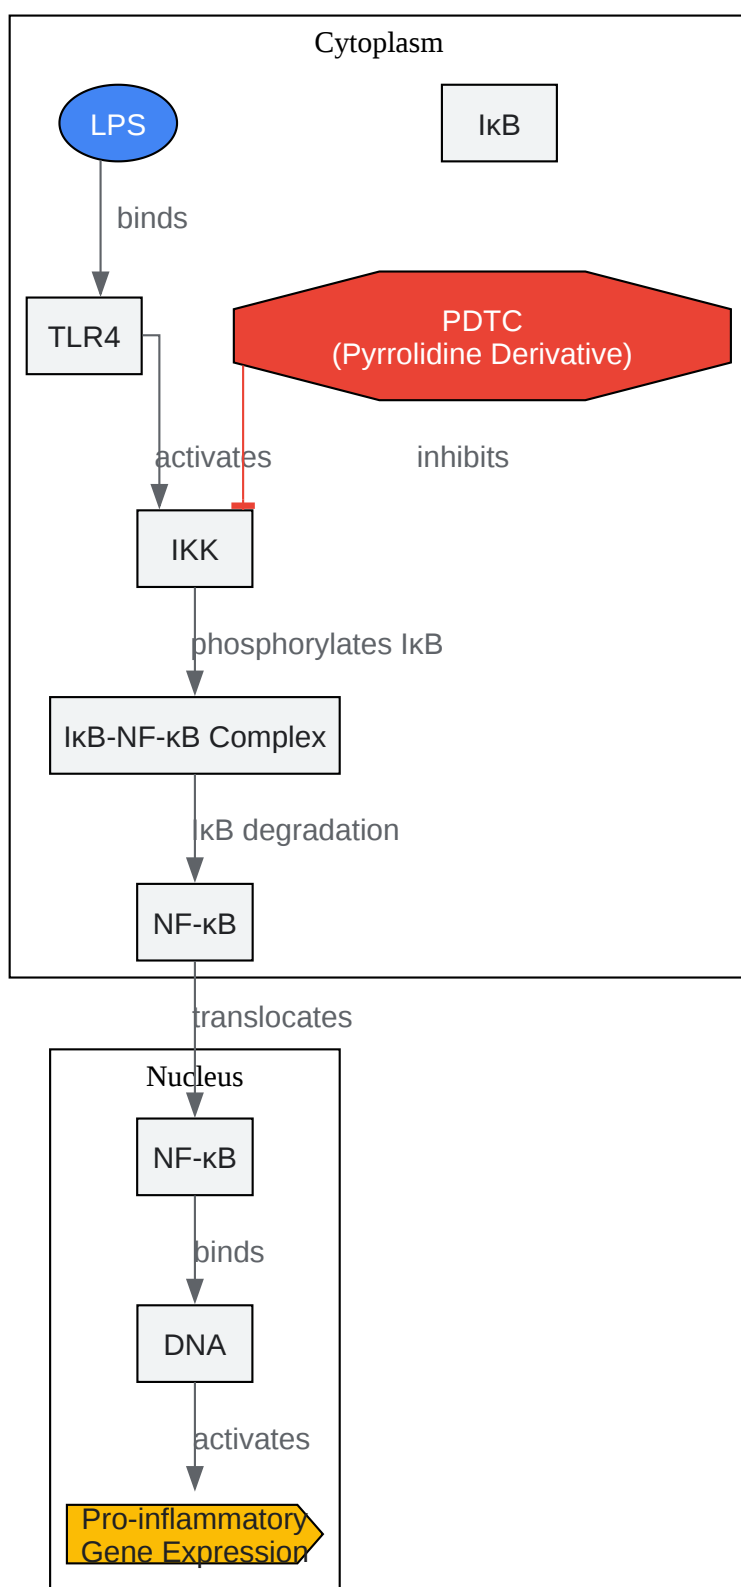 Cytoplasm
LPS
IκB
binds
TLR4
PDTC
(Pyrrolidine Derivative)
activates
inhibits
IKK
phosphorylates IκB
IκB-NF-κB Complex
IκB degradation
NF-κB
translocates
Nucleus
NF-κB
binds
DNA
activates
Pro-inflammatory
Gene Expression